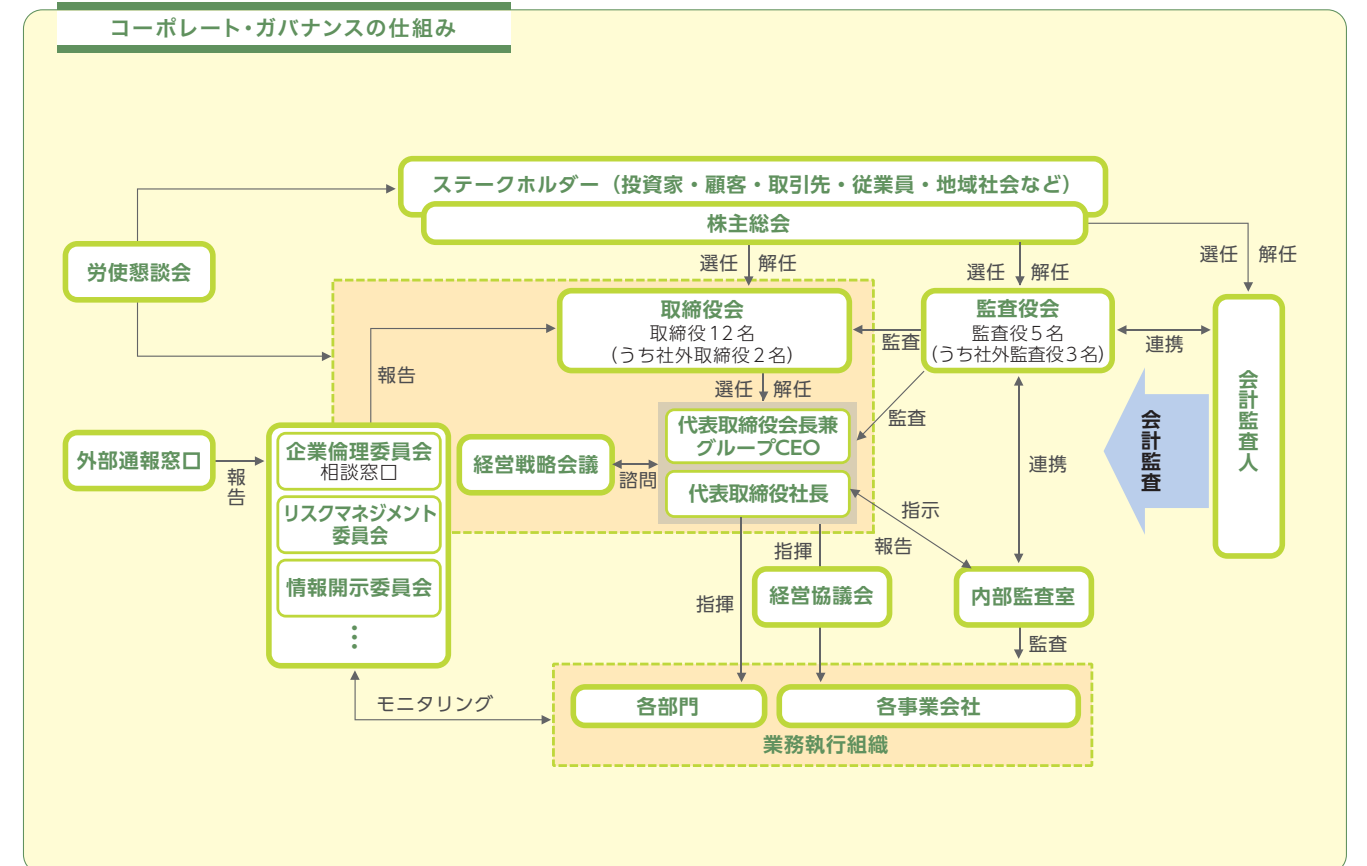 コーポレート・ガバナンスの仕組み
ステークホルダー（投資家・顧客・取引先・従業員・地域社会など）
株主総会
労使懇談会
選任 解任
選任 解任
選任 解任
取締役会
取締役12名
(うち社外取締役2名)
監査
監査役会
監査役5名
(うち社外監査役3名)
連携
報告
選任 解任
監査
会計監査
会計監査人
外部通報窓口
報告
企業倫理委員会
相談窓口
リスクマネジメント
委員会
情報開示委員会
⋮
経営戦略会議
諮問
代表取締役会長兼
グループCEO
代表取締役社長
連携
指示
報告
指揮
指揮
経営協議会
内部監査室
監査
モニタリング
各部門
各事業会社
業務執行組織